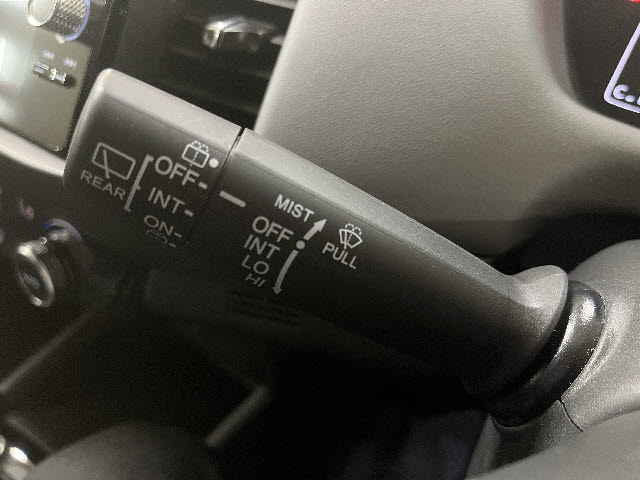 REAR
OFF
INT
ON
MIST
OFF
INT
LO
HI
PULL